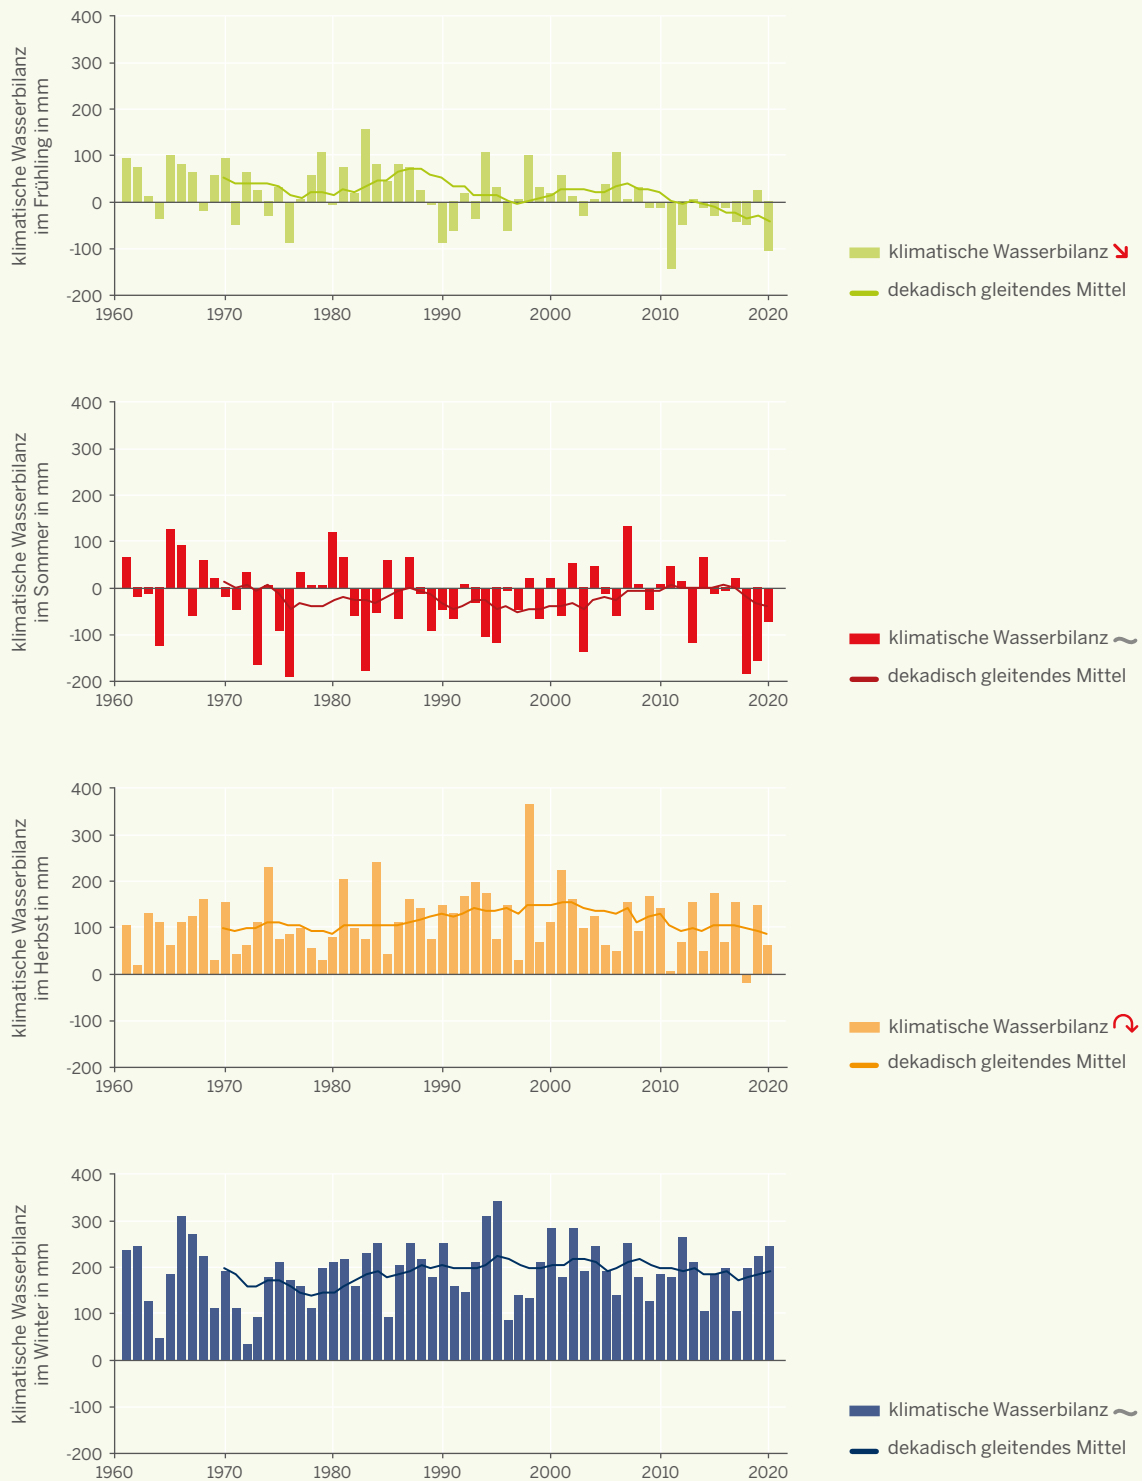 klimatische Wasserbilanz
im Frühling in mm
400
300
200
100
0
-100
-200
1960 1970 1980 1990 2000 2010 2020
klimatische Wasserbilanz
dekadisch gleitendes Mittel
klimatische Wasserbilanz
im Sommer in mm
400
300
200
100
0
-100
-200
1960 1970 1980 1990 2000 2010 2020
klimatische Wasserbilanz
dekadisch gleitendes Mittel
klimatische Wasserbilanz
im Herbst in mm
400
300
200
100
0
-100
-200
1960 1970 1980 1990 2000 2010 2020
klimatische Wasserbilanz
dekadisch gleitendes Mittel
klimatische Wasserbilanz
im Winter in mm
400
300
200
100
0
-100
-200
1960 1970 1980 1990 2000 2010 2020
klimatische Wasserbilanz
dekadisch gleitendes Mittel